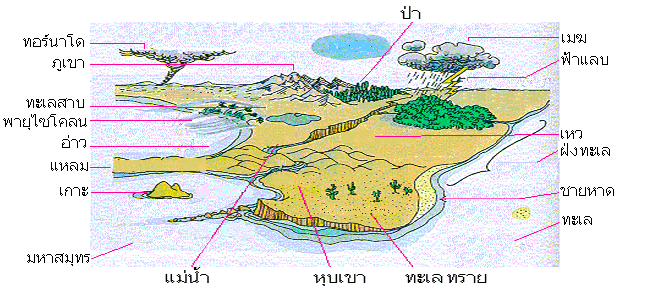 ป่า
ทอร์นาโด
เมฆ
ภูเขา
ฟ้าแลบ
ทะเลสาบ
พายุไซโคลน
เหว
อ่าว
ฝั่งทะเล
แหลม
เกาะ
ชายหาด
ทะเล
มหาสมุทร
แม่น้ำ
หุบเขา
ทะเล ทราย